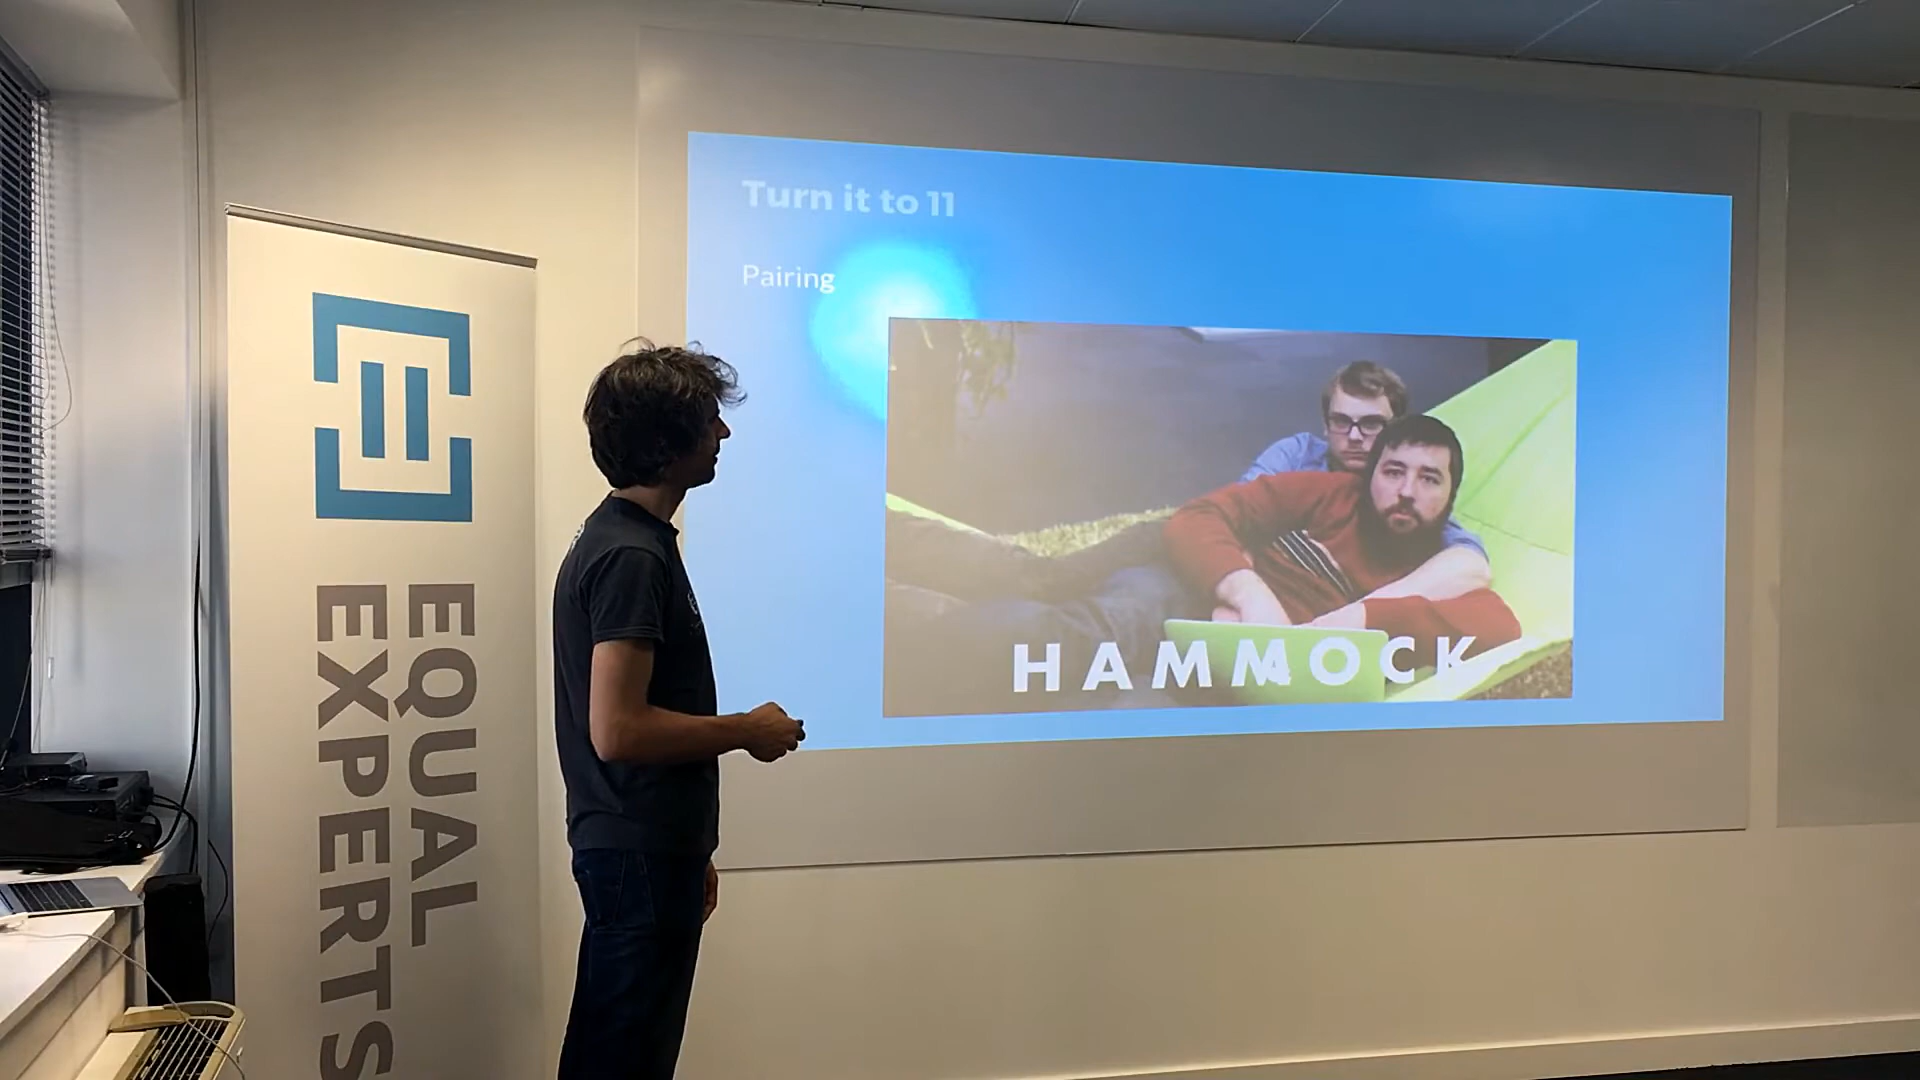 EQUAL
EXPERTS
Turn it to 11
Pairing
HAMMOCK